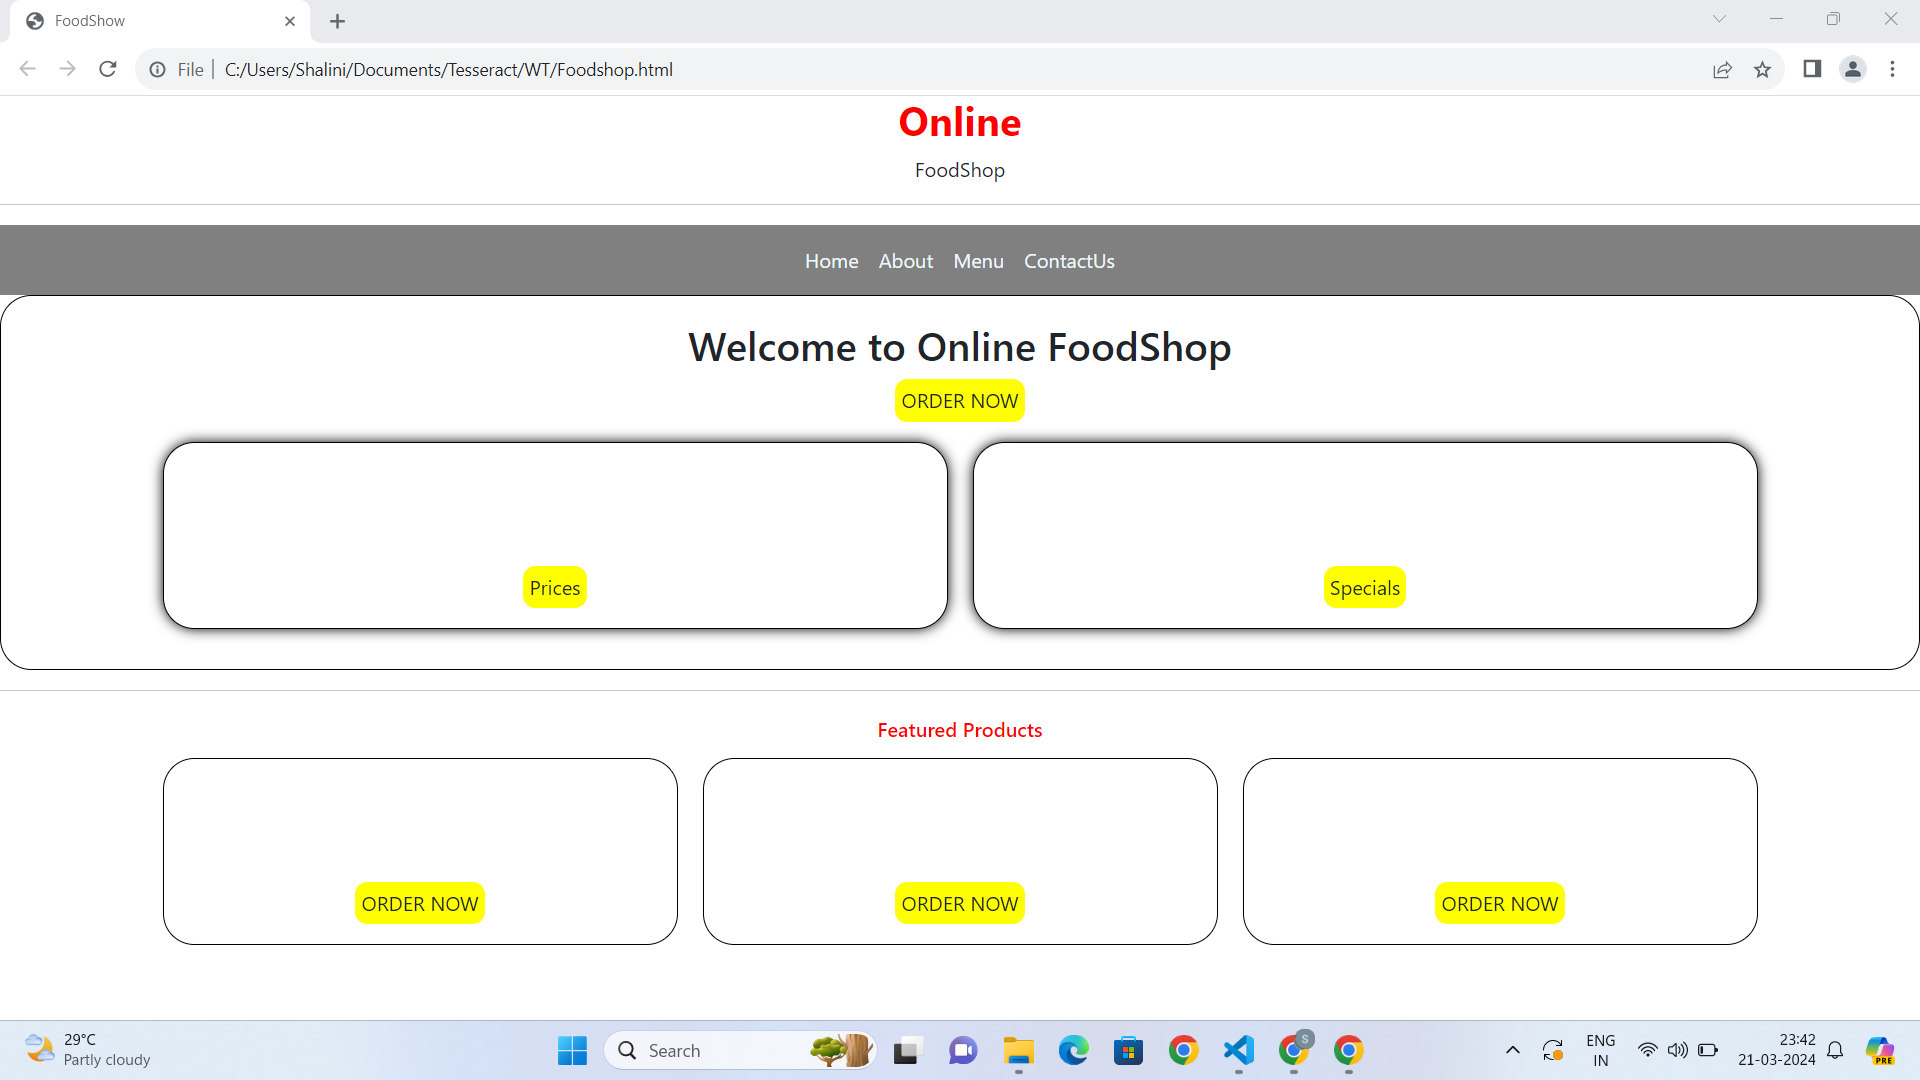 FoodShow
File C:/Users/Shalini/Documents/Tesseract/WT/Foodshop.html
Online
FoodShop
Home About Menu ContactUs
Welcome to Online FoodShop
ORDER NOW
Prices Specials
Featured Products
ORDER NOW ORDER NOW ORDER NOW
29°C
Partly cloudy
Search
S
ENG
IN
23:42
21-03-2024
PRE